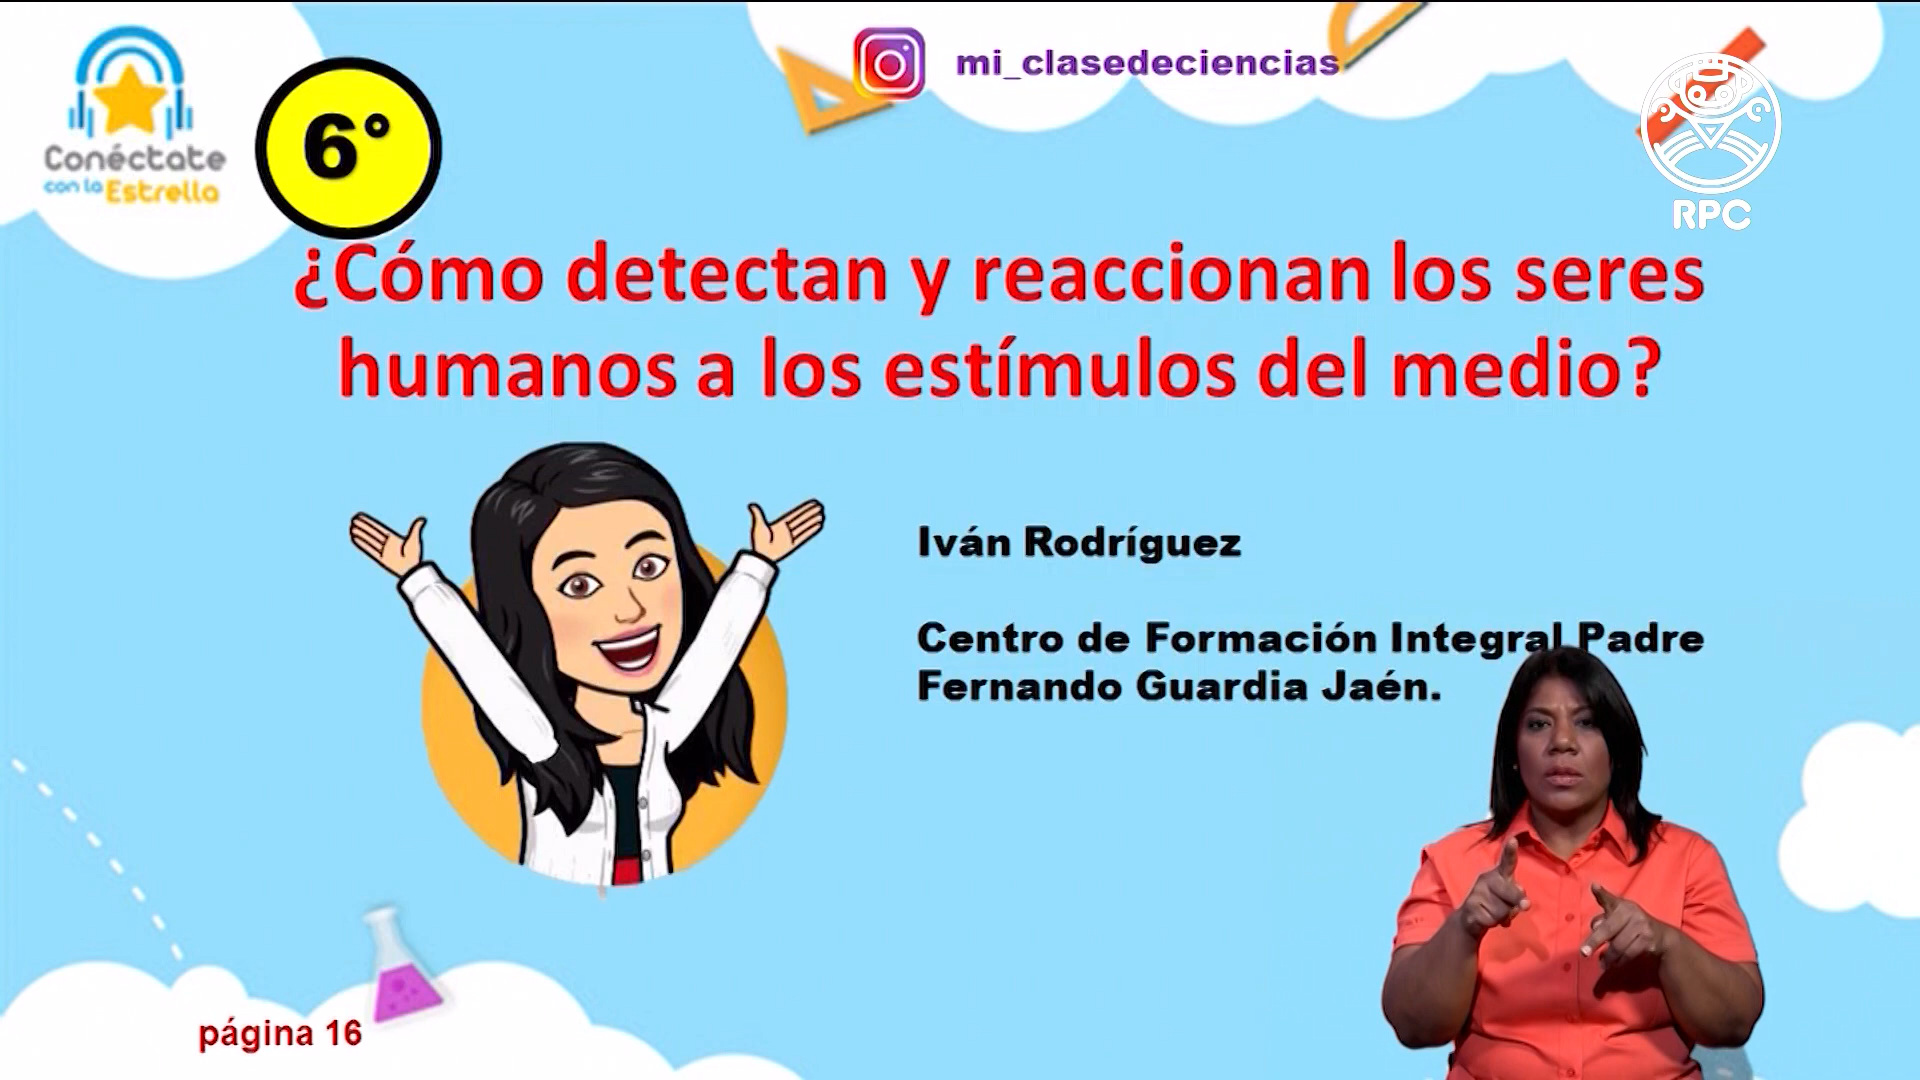 mi_clasedeciencias
Conéctate
con la Estrella
6°
RPC
¿Cómo detectan y reaccionan los seres
humanos a los estímulos del medio?
Iván Rodríguez
Centro de Formación Integral Padre
Fernando Guardia Jaén.
página 16